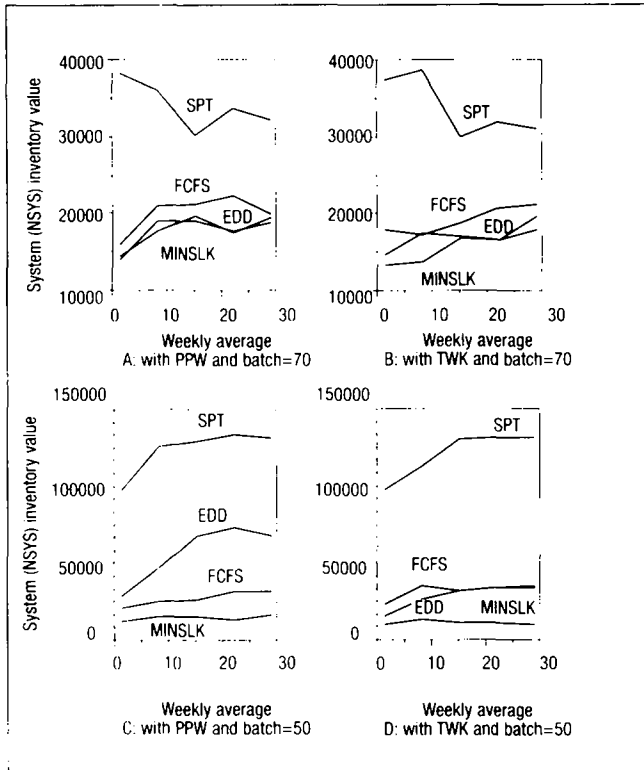 40000
30000
20000
10000
System (NSYS) inventory value
SPT
FCFS
EDD
MINSLK
0 10 20 30
Weekly average
A: with PPW and batch=70
40000
30000
20000
10000
SPT
FCFS
EDD
MINSLK
0 10 20 30
Weekly average
B: with TWK and batch=70
150000
100000
50000
0
System (NSYS) inventory value
SPT
EDD
FCFS
MINSLK
0 10 20 30
Weekly average
C: with PPW and batch=50
150000
100000
50000
0
SPT
FCFS
EDD
MINSLK
0 10 20 30
Weekly average
D: with TWK and batch=50